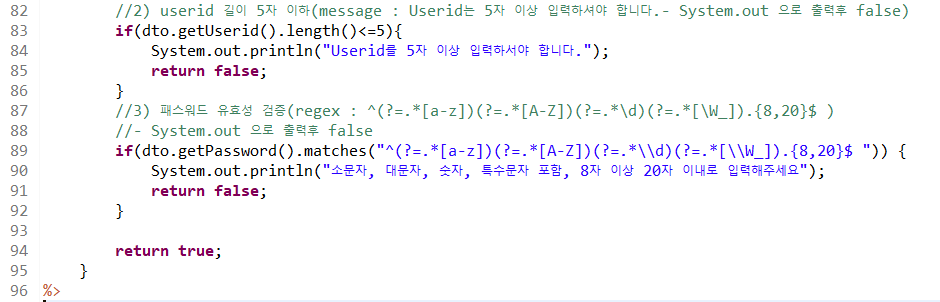 82 //2) userid 길이 5자 이하(message : Userid는 5자 이상 입력하셔야 합니다.- System.out 으로 출력후 false)
83 if(dto.getUserid().length()<=5){
84 System.out.println("Userid를 5자 이상 입력하서야 합니다.");
85 return false;
86 }
87 //3) 패스워드 유효성 검증(regex : ^(?=.*[a-z])(?=.*[A-Z])(?=.*\d)(?=.*[\W_]).{8,20}$ )
88 //- System.out 으로 출력후 false
89 if(dto.getPassword().matches("^(?=.*[a-z])(?=.*[A-Z])(?=.*\\d)(?=.*[\\W_]).{8,20}$ ")) {
90 System.out.println("소문자, 대문자, 숫자, 특수문자 포함, 8자 이상 20자 이내로 입력해주세요");
91 return false;
92 }
93
94 return true;
95 }
96 %>